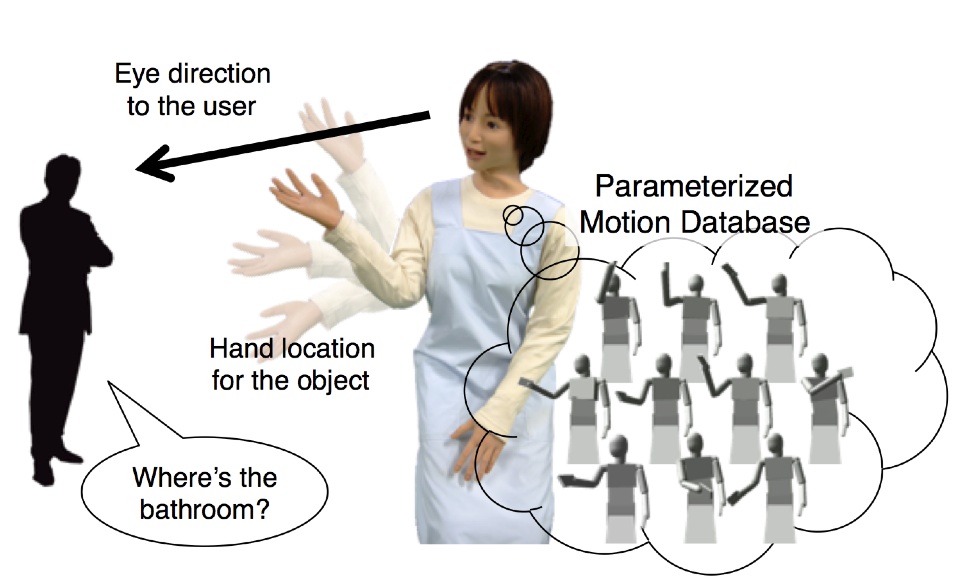 Eye direction
to the user
Parameterized
Motion Database
Hand location
for the object
Where's the
bathroom?